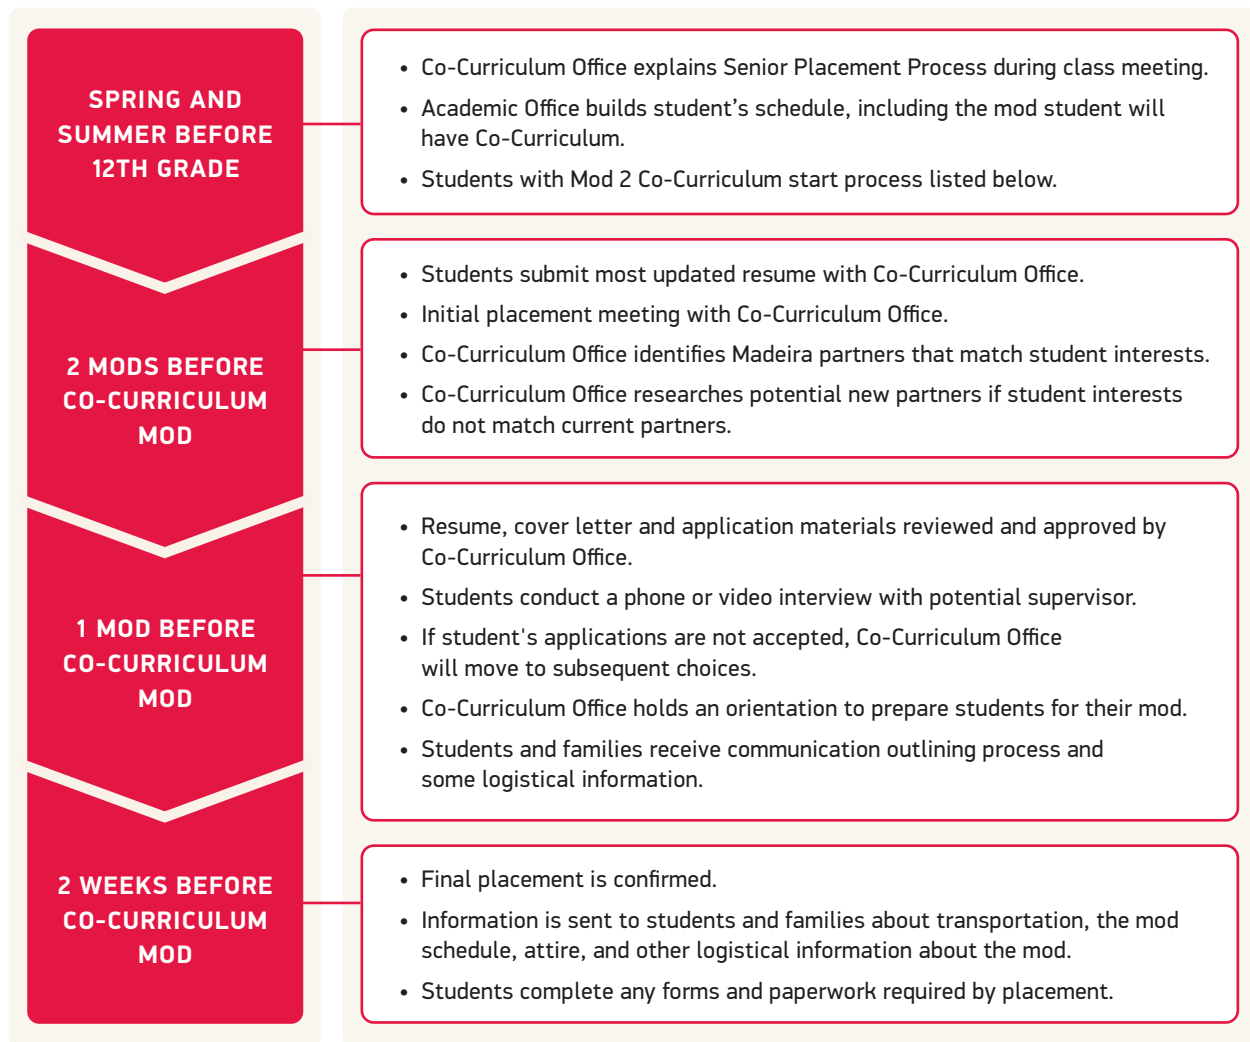 SPRING AND
SUMMER BEFORE
12TH GRADE
• Co-Curriculum Office explains Senior Placement Process during class meeting.
• Academic Office builds student’s schedule, including the mod student will
have Co-Curriculum.
• Students with Mod 2 Co-Curriculum start process listed below.
2 MODS BEFORE
CO-CURRICULUM
MOD
• Students submit most updated resume with Co-Curriculum Office.
• Initial placement meeting with Co-Curriculum Office.
• Co-Curriculum Office identifies Madeira partners that match student interests.
• Co-Curriculum Office researches potential new partners if student interests
do not match current partners.
1 MOD BEFORE
CO-CURRICULUM
MOD
• Resume, cover letter and application materials reviewed and approved by
Co-Curriculum Office.
• Students conduct a phone or video interview with potential supervisor.
• If student's applications are not accepted, Co-Curriculum Office
will move to subsequent choices.
• Co-Curriculum Office holds an orientation to prepare students for their mod.
• Students and families receive communication outlining process and
some logistical information.
2 WEEKS BEFORE
CO-CURRICULUM
MOD
• Final placement is confirmed.
• Information is sent to students and families about transportation, the mod
schedule, attire, and other logistical information about the mod.
• Students complete any forms and paperwork required by placement.